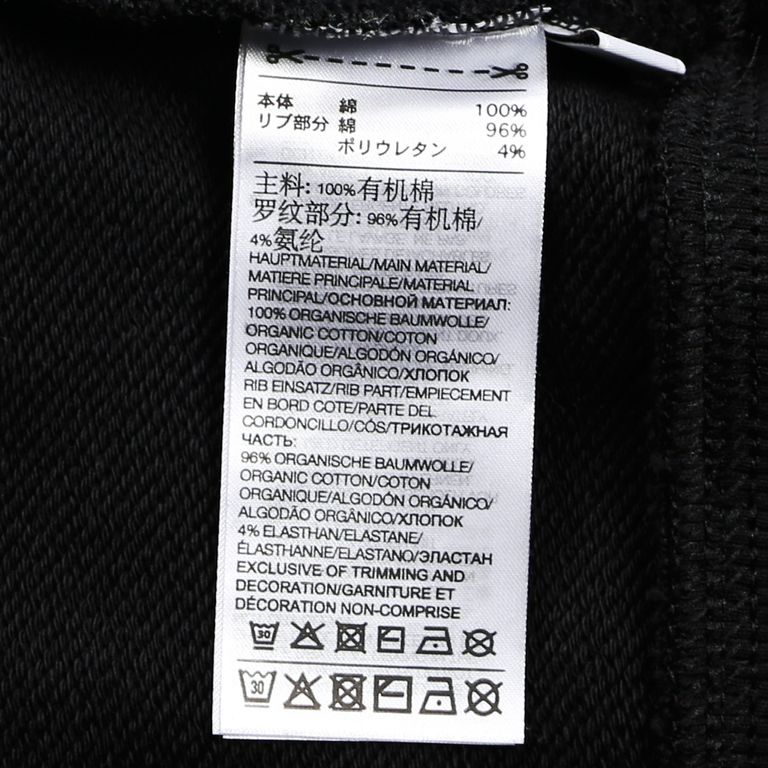 本体 綿 100%
リブ部分 綿 96%
ポリウレタン 4%
主料: 100%有机棉
罗纹部分: 96%有机棉/
4%氨纶
HAUPTMATERIAL/MAIN MATERIAL/
MATIERE PRINCIPALE/MATERIAL
PRINCIPAL/ОСНОВНОЙ МАТЕРИАЛ:
100% ORGANISCHE BAUMWOLLE/
ORGANIC COTTON/COTON
ORGANIQUE/ALGODÓN ORGÁNICO/
ALGODÃO ORGÂNICO/ХЛОПОК
RIB EINSATZ/RIB PART/EMPIECEMENT
EN BORD COTE/PARTE DEL
CORDONCILLO/CÓS/ТРИКОТАЖНАЯ
ЧАСТЬ:
96% ORGANISCHE BAUMWOLLE/
ORGANIC COTTON/COTON
ORGANIQUE/ALGODÓN ORGÁNICO/
ALGODÃO ORGÂNICO/ХЛОПОК
4% ELASTHAN/ELASTANE/
ÉLASTHANNE/ELASTANO/ЭЛАСТАН
EXCLUSIVE OF TRIMMING AND
DECORATION/GARNITURE ET
DÉCORATION NON-COMPRISE
30
30